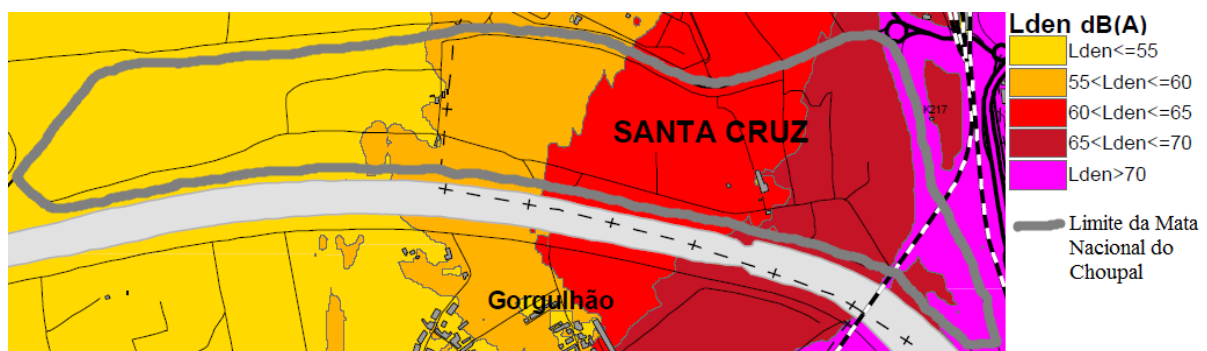 Lden dB(A)
Lden<=55
55<Lden<=60
60<Lden<=65
65<Lden<=70
Lden>70
Limite da Mata
Nacional do
Choupal
K217
SANTA CRUZ
Gorgulhão